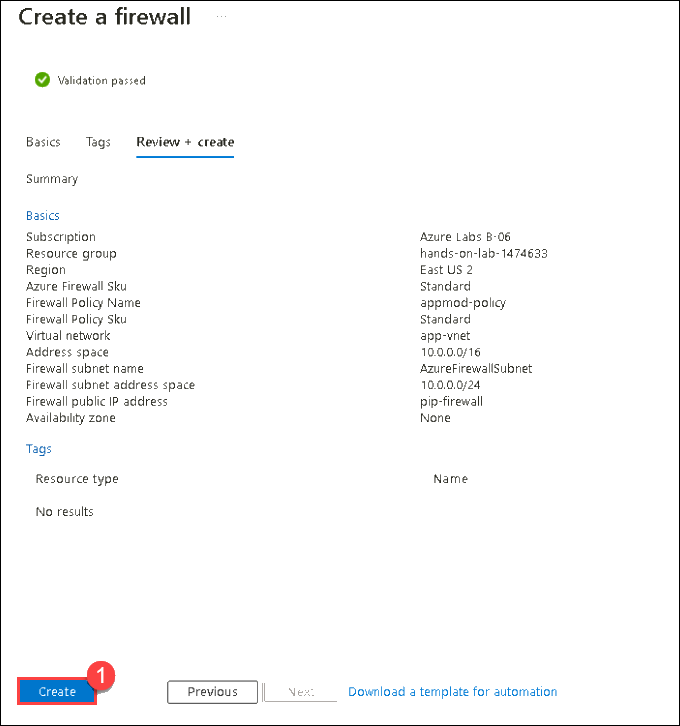 Create a firewall ...
Validation passed
Basics Tags Review + create
Summary
Basics
Subscription Azure Labs B-06
Resource group hands-on-lab-1474633
Region East US 2
Azure Firewall Sku Standard
Firewall Policy Name appmod-policy
Firewall Policy Sku Standard
Virtual network app-vnet
Address space 10.0.0.0/16
Firewall subnet name AzureFirewallSubnet
Firewall subnet address space 10.0.0.0/24
Firewall public IP address pip-firewall
Availability zone None
Tags
Resource type Name
No results
1
Create Previous Next Download a template for automation